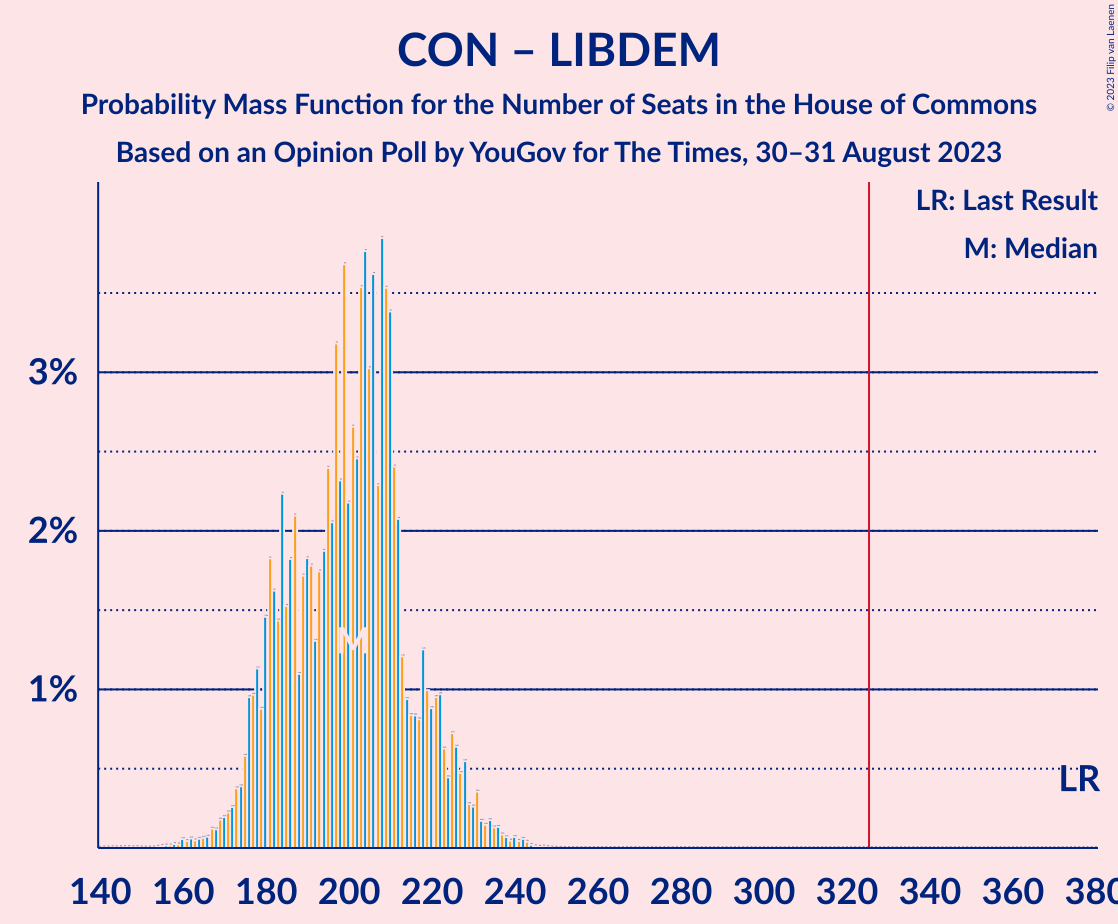 CON – LIBDEM
Probability Mass Function for the Number of Seats in the House of Commons
Based on an Opinion Poll by YouGov for The Times, 30–31 August 2023
© 2023 Filip van Laenen
LR: Last Result
M: Median
3%
2%
1%
M
LR
140 160 180 200 220 240 260 280 300 320 340 360 380